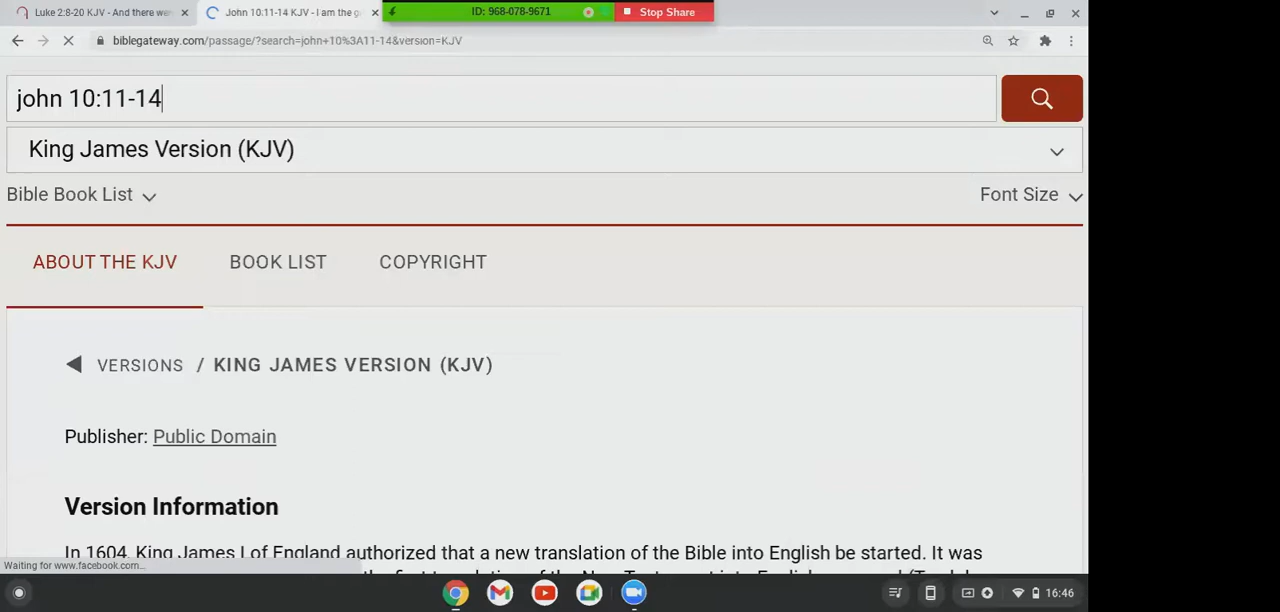 Luke 2:8-20 KJV - And there we
John 10.11-14 KJV - I am the g
ID: 968-078-9671
Stop Share
biblegateway.com/passage/?search=john+10%3A11-14&version=KJV
john 10:11-14
King James Version (KJV)
Bible Book List
Font Size
ABOUT THE KJV
BOOK LIST
COPYRIGHT
VERSIONS / KING JAMES VERSION (KJV)
Publisher: Public Domain
Version Information
In 1604, King James I of England authorized that a new translation of the Bible into English be started. It was
Waiting for www.facebook.com...
16:46